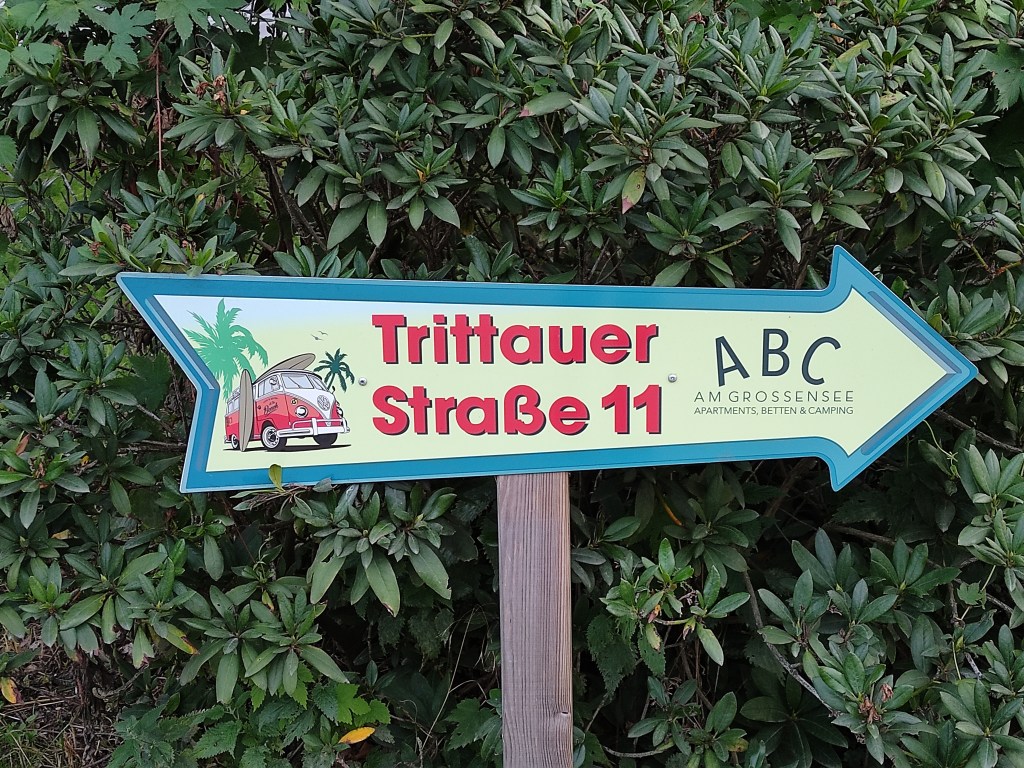 Trittauer
Straße 11
ABC
AM GROSSENSEE
APARTMENTS, BETTEN & CAMPING